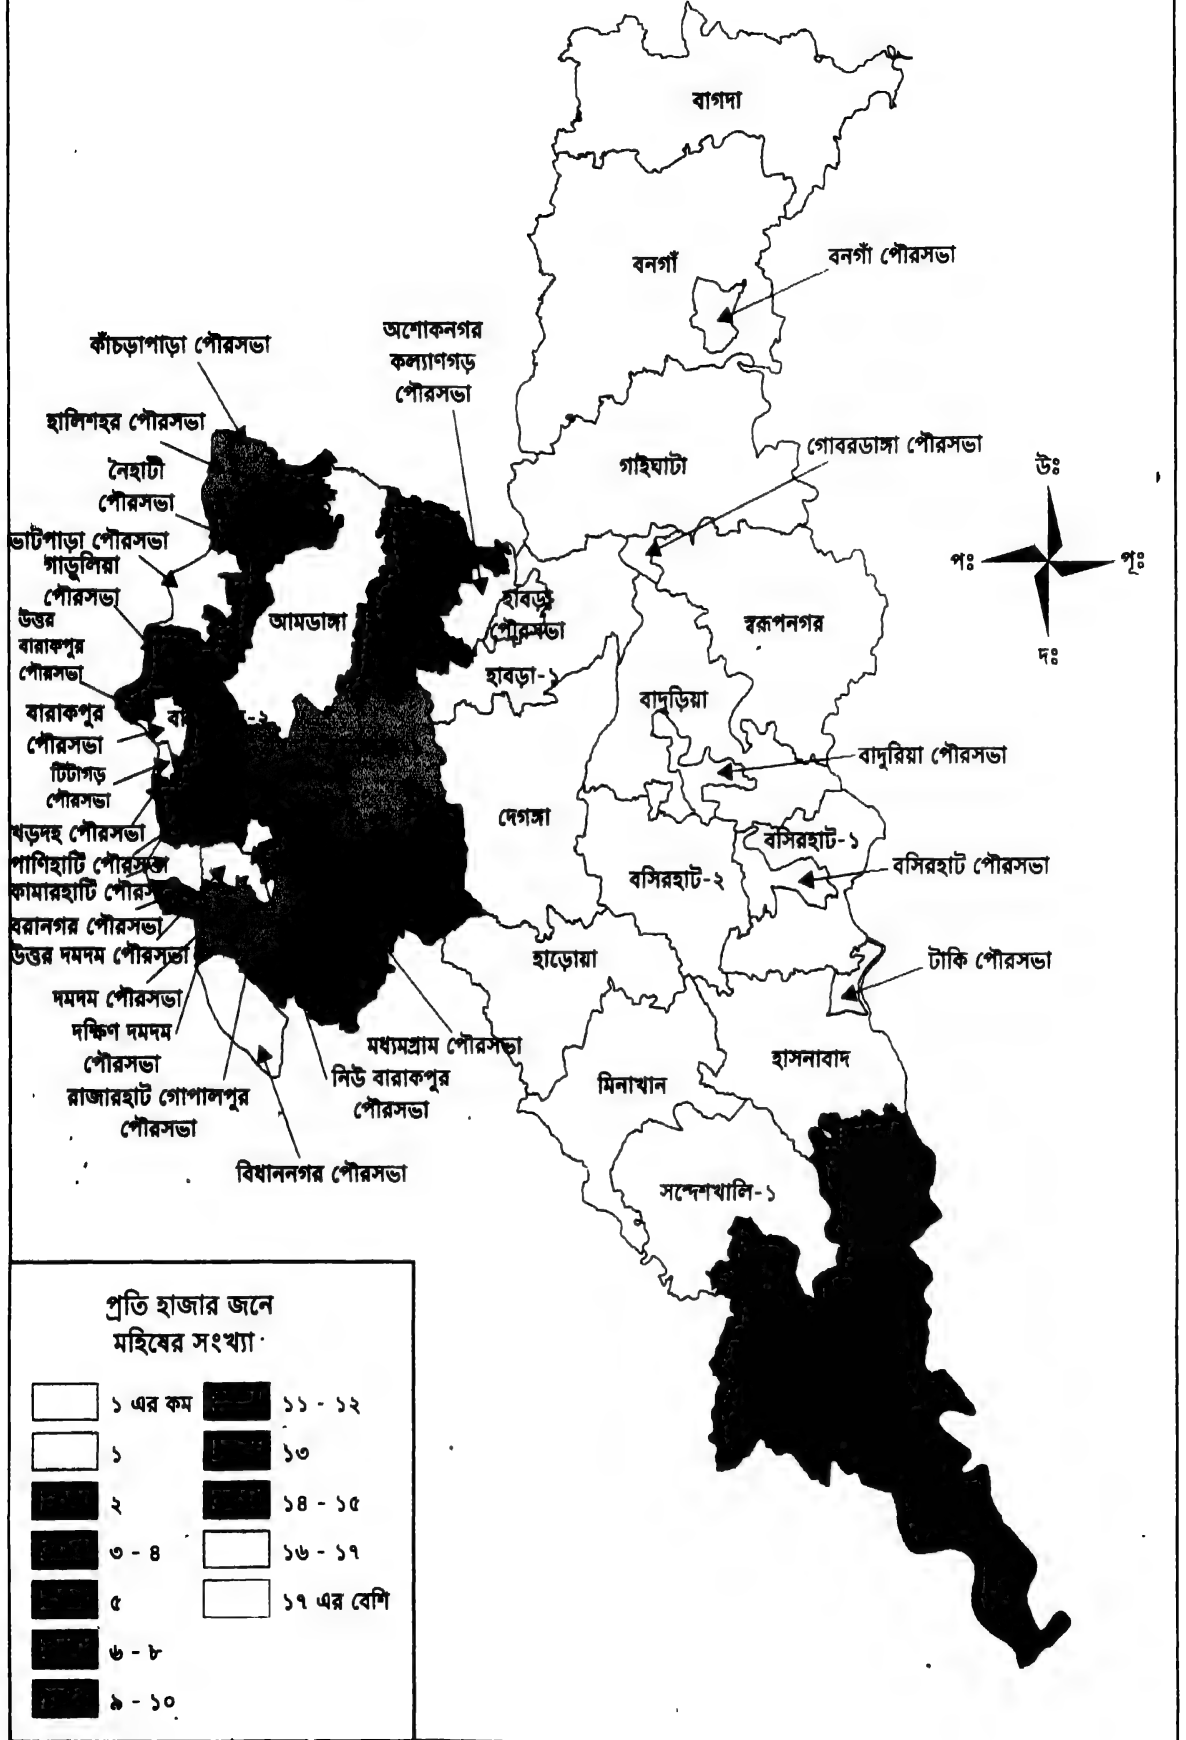 বাগদা
বনগাঁ
বনগাঁ পৌরসভা
অশোকনগর
কল্যাণগড়
পৌরসভা
কাঁচড়াপাড়া পৌরসভা
হালিশহর পৌরসভা
নৈহাটী
পৌরসভা
ভাটপাড়া পৌরসভা
গাড়ুলিয়া
পৌরসভা
উত্তর
বারাকপুর
পৌরসভা
বারাকপুর
পৌরসভা
টিটাগড়
পৌরসভা
খড়দহ পৌরসভা
পাণিহাটি পৌরসভা
কামারহাটি পৌরস
বরানগর পৌরসভা
উত্তর দমদম পৌরসভা
দমদম পৌরসভা
দক্ষিণ দমদম
পৌরসভা
রাজারহাট গোপালপুর
পৌরসভা
বিধাননগর পৌরসভা
নিউ বারাকপুর
পৌরসভা
মধ্যমগ্রাম পৌরসভা
আমডাঙ্গা
হাবড়া
পৌরসভা
হাবড়া-১
গাইঘাটা
গোবরডাঙ্গা পৌরসভা
স্বরূপনগর
বাদুড়িয়া
বাদুরিয়া পৌরসভা
দেগঙ্গা
বসিরহাট-১
বসিরহাট-২
বসিরহাট পৌরসভা
হাড়োয়া
টাকি পৌরসভা
হাসনাবাদ
মিনাখান
সন্দেশখালি-১
উঃ
পঃ
পূঃ
দঃ
প্রতি হাজার জনে
মহিষের সংখ্যা
১ এর কম
১
২
৩ - ৪
৫
৬ - ৮
৯ - ১০
১১ - ১২
১৩
১৪ - ১৫
১৬ - ১৭
১৭ এর বেশি